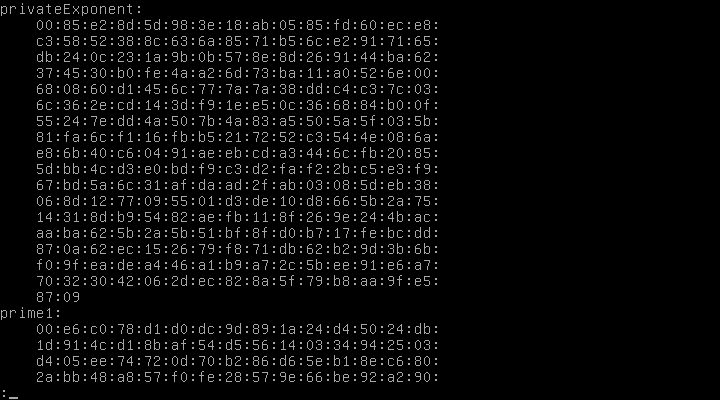 privateExponent:
00:85:e2:8d:5d:98:3e:18:ab:05:85:fd:60:ec:e8:
c3:58:52:38:8c:63:6a:85:71:b5:6c:e2:91:71:65:
db:24:0c:23:1a:9b:0b:57:8e:8d:26:91:44:ba:62:
37:45:30:b0:fe:4a:a2:6d:73:ba:11:a0:52:6e:00:
68:08:60:d1:45:6c:77:7a:7a:38:dd:c4:c3:7c:03:
6c:36:2e:cd:14:3d:f9:1e:e5:0c:36:68:84:b0:0f:
55:24:7e:dd:4a:50:7b:4a:83:a5:50:5a:5f:03:5b:
81:fa:6c:f1:16:fb:b5:21:72:52:c3:54:4e:08:6a:
e8:6b:40:c6:04:91:ae:eb:cd:a3:44:6c:fb:20:85:
5d:bb:4c:d3:e0:bd:f9:c3:d2:fa:f2:2b:c5:e3:f9:
67:bd:5a:6c:31:af:da:ad:2f:ab:03:08:5d:eb:38:
06:8d:12:77:09:55:01:d3:de:10:d8:66:5b:2a:75:
14:31:8d:b9:54:82:ae:fb:11:8f:26:9e:24:4b:ac:
aa:ba:62:5b:2a:5b:51:bf:8f:d0:b7:17:fe:bc:dd:
87:0a:62:ec:15:26:79:f8:71:db:62:b2:9d:3b:6b:
f0:9f:ea:de:a4:46:a1:b9:a7:2c:5b:ee:91:e6:a7:
70:32:30:42:06:2d:ec:82:8a:5f:79:b8:aa:9f:e5:
87:09
prime1:
00:e6:c0:78:d1:d0:dc:9d:89:1a:24:d4:50:24:db:
1d:91:4c:d1:8b:af:54:d5:56:14:03:34:94:25:03:
d4:05:ee:74:72:0d:70:b2:86:d6:5e:b1:8e:c6:80:
2a:bb:48:a8:57:f0:fe:28:57:9e:66:be:92:a2:90:
:_